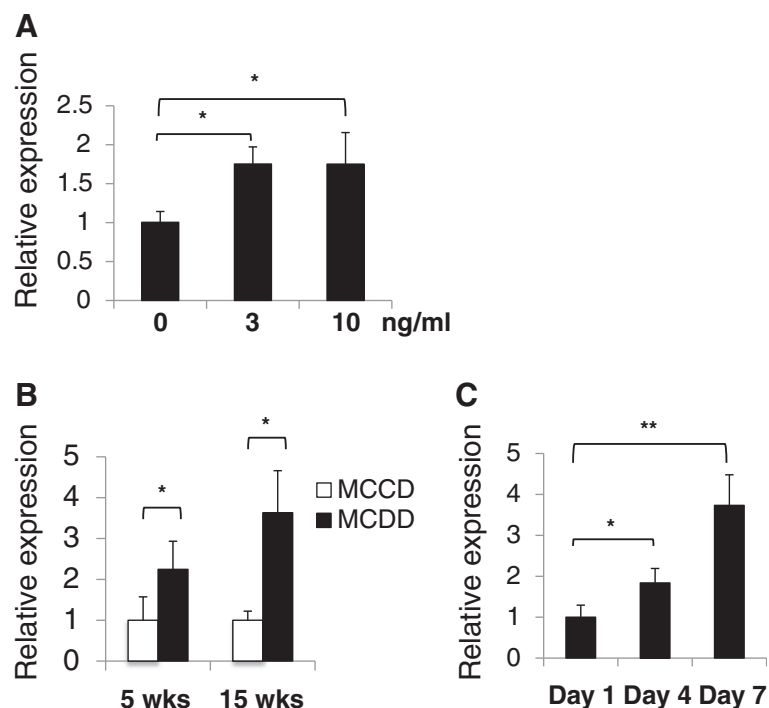 A
Relative expression
2.5
2
1.5
1
0.5
0
*
*
0 3 10 ng/ml
B
Relative expression
5
4
3
2
1
0
*
*
MCCD
MCDD
5 wks 15 wks
C
Relative expression
5
4
3
2
1
0
**
*
Day 1 Day 4 Day 7